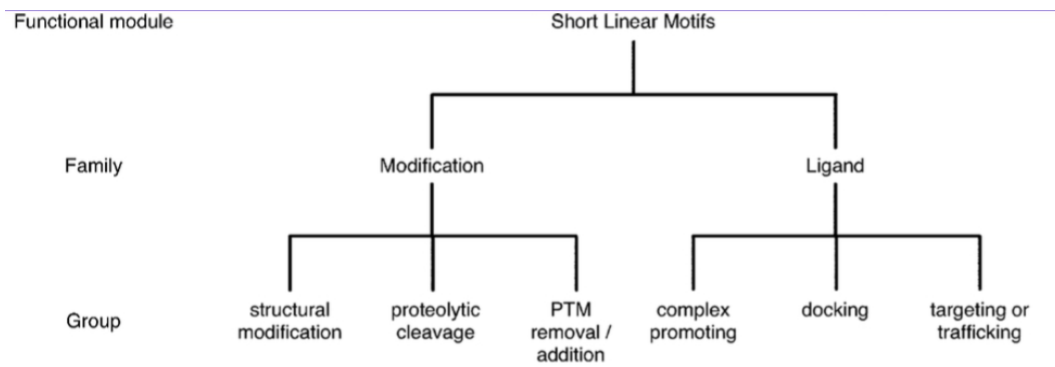 Functional module
Short Linear Motifs
Family
Modification
Ligand
Group
structural
modification
proteolytic
cleavage
PTM
removal /
addition
complex
promoting
docking
targeting or
trafficking